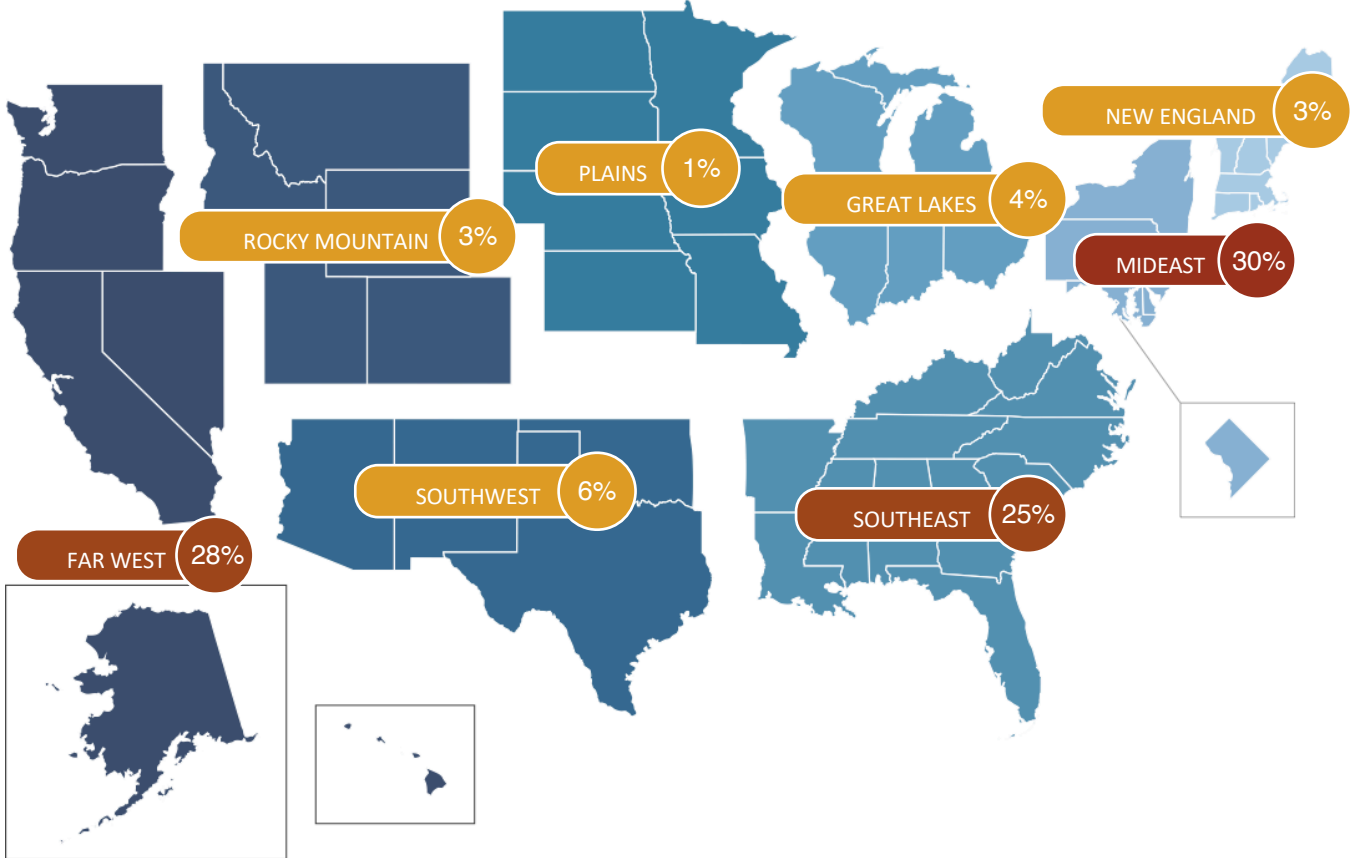 NEW ENGLAND 3%
PLAINS 1%
GREAT LAKES 4%
ROCKY MOUNTAIN 3%
MIDEAST 30%
SOUTHWEST 6%
SOUTHEAST 25%
FAR WEST 28%